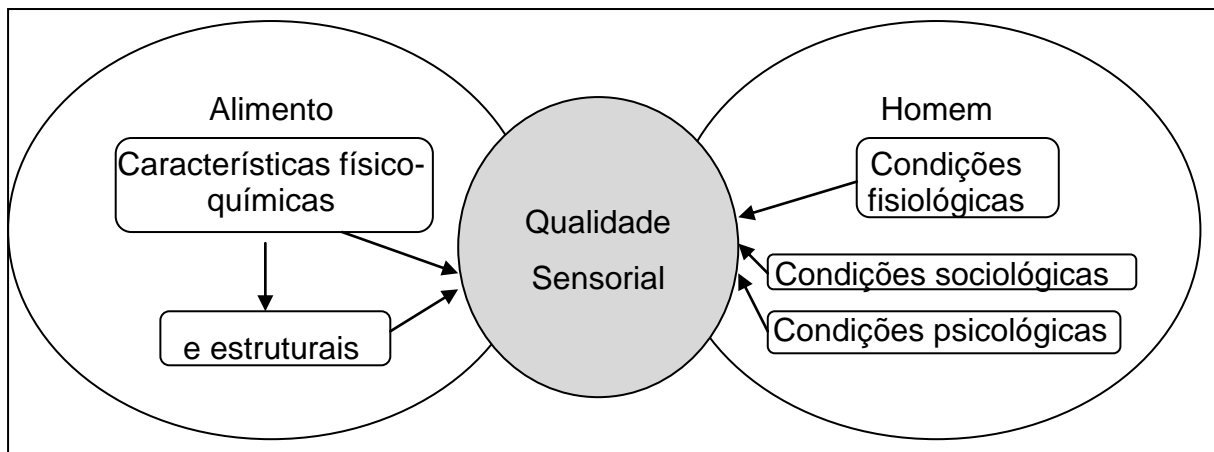 Alimento
Características físico-
químicas
e estruturais
Qualidade
Sensorial
Homem
Condições
fisiológicas
Condições sociológicas
Condições psicológicas